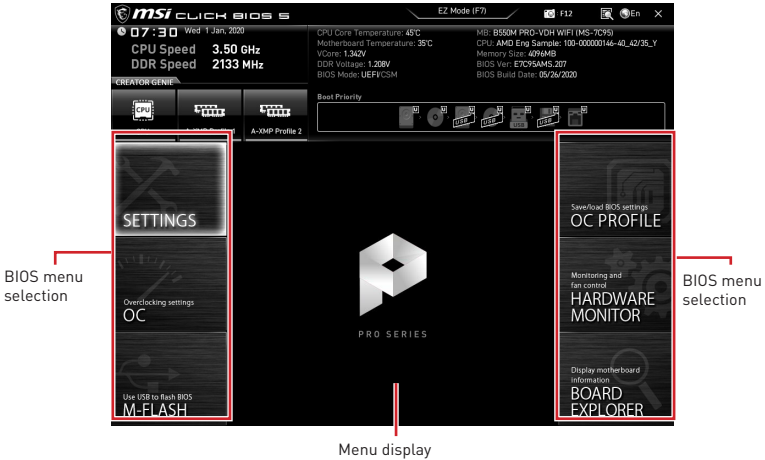 msi CLICK BIOS 5
EZ Mode (F7)
F12
En
07:30 Wed 1 Jan, 2020
CPU Speed 3.50 GHz
DDR Speed 2133 MHz
CREATOR GENIE
CPU
A-XMP Profile 2
CPU Core Temperature: 45°C
Motherboard Temperature: 35°C
VCore: 1.342V
DDR Voltage: 1.208V
BIOS Mode: UEFI/CSM
MB: B550M PRO-VDH WIFI (MS-7C95)
CPU: AMD Eng Sample: 100-000000146-40_42/35_Y
Memory Size: 4096MB
BIOS Ver: E7C95AMS.207
BIOS Build Date: 05/26/2020
Boot Priority
U U U U U U U
USB USB USB USB
SETTINGS
Overclocking settings
OC
Use USB to flash BIOS
M-FLASH
BIOS menu
selection
PRO SERIES
Save/load BIOS settings
OC PROFILE
Monitoring and
fan control
HARDWARE
MONITOR
Display motherboard
information
BOARD
EXPLORER
BIOS menu
selection
Menu display